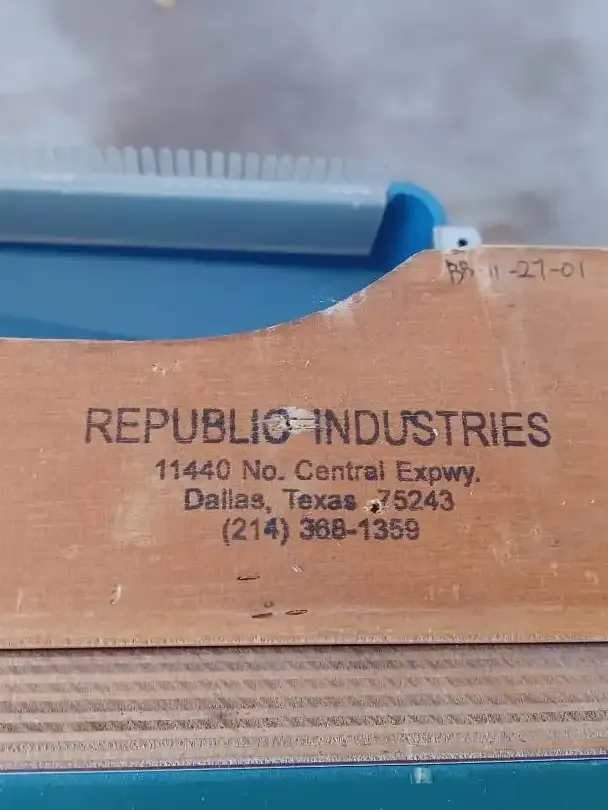 BB-11-27-01
REPUBLIC INDUSTRIES
11440 No. Central Expwy.
Dallas, Texas 75243
(214) 368-1359